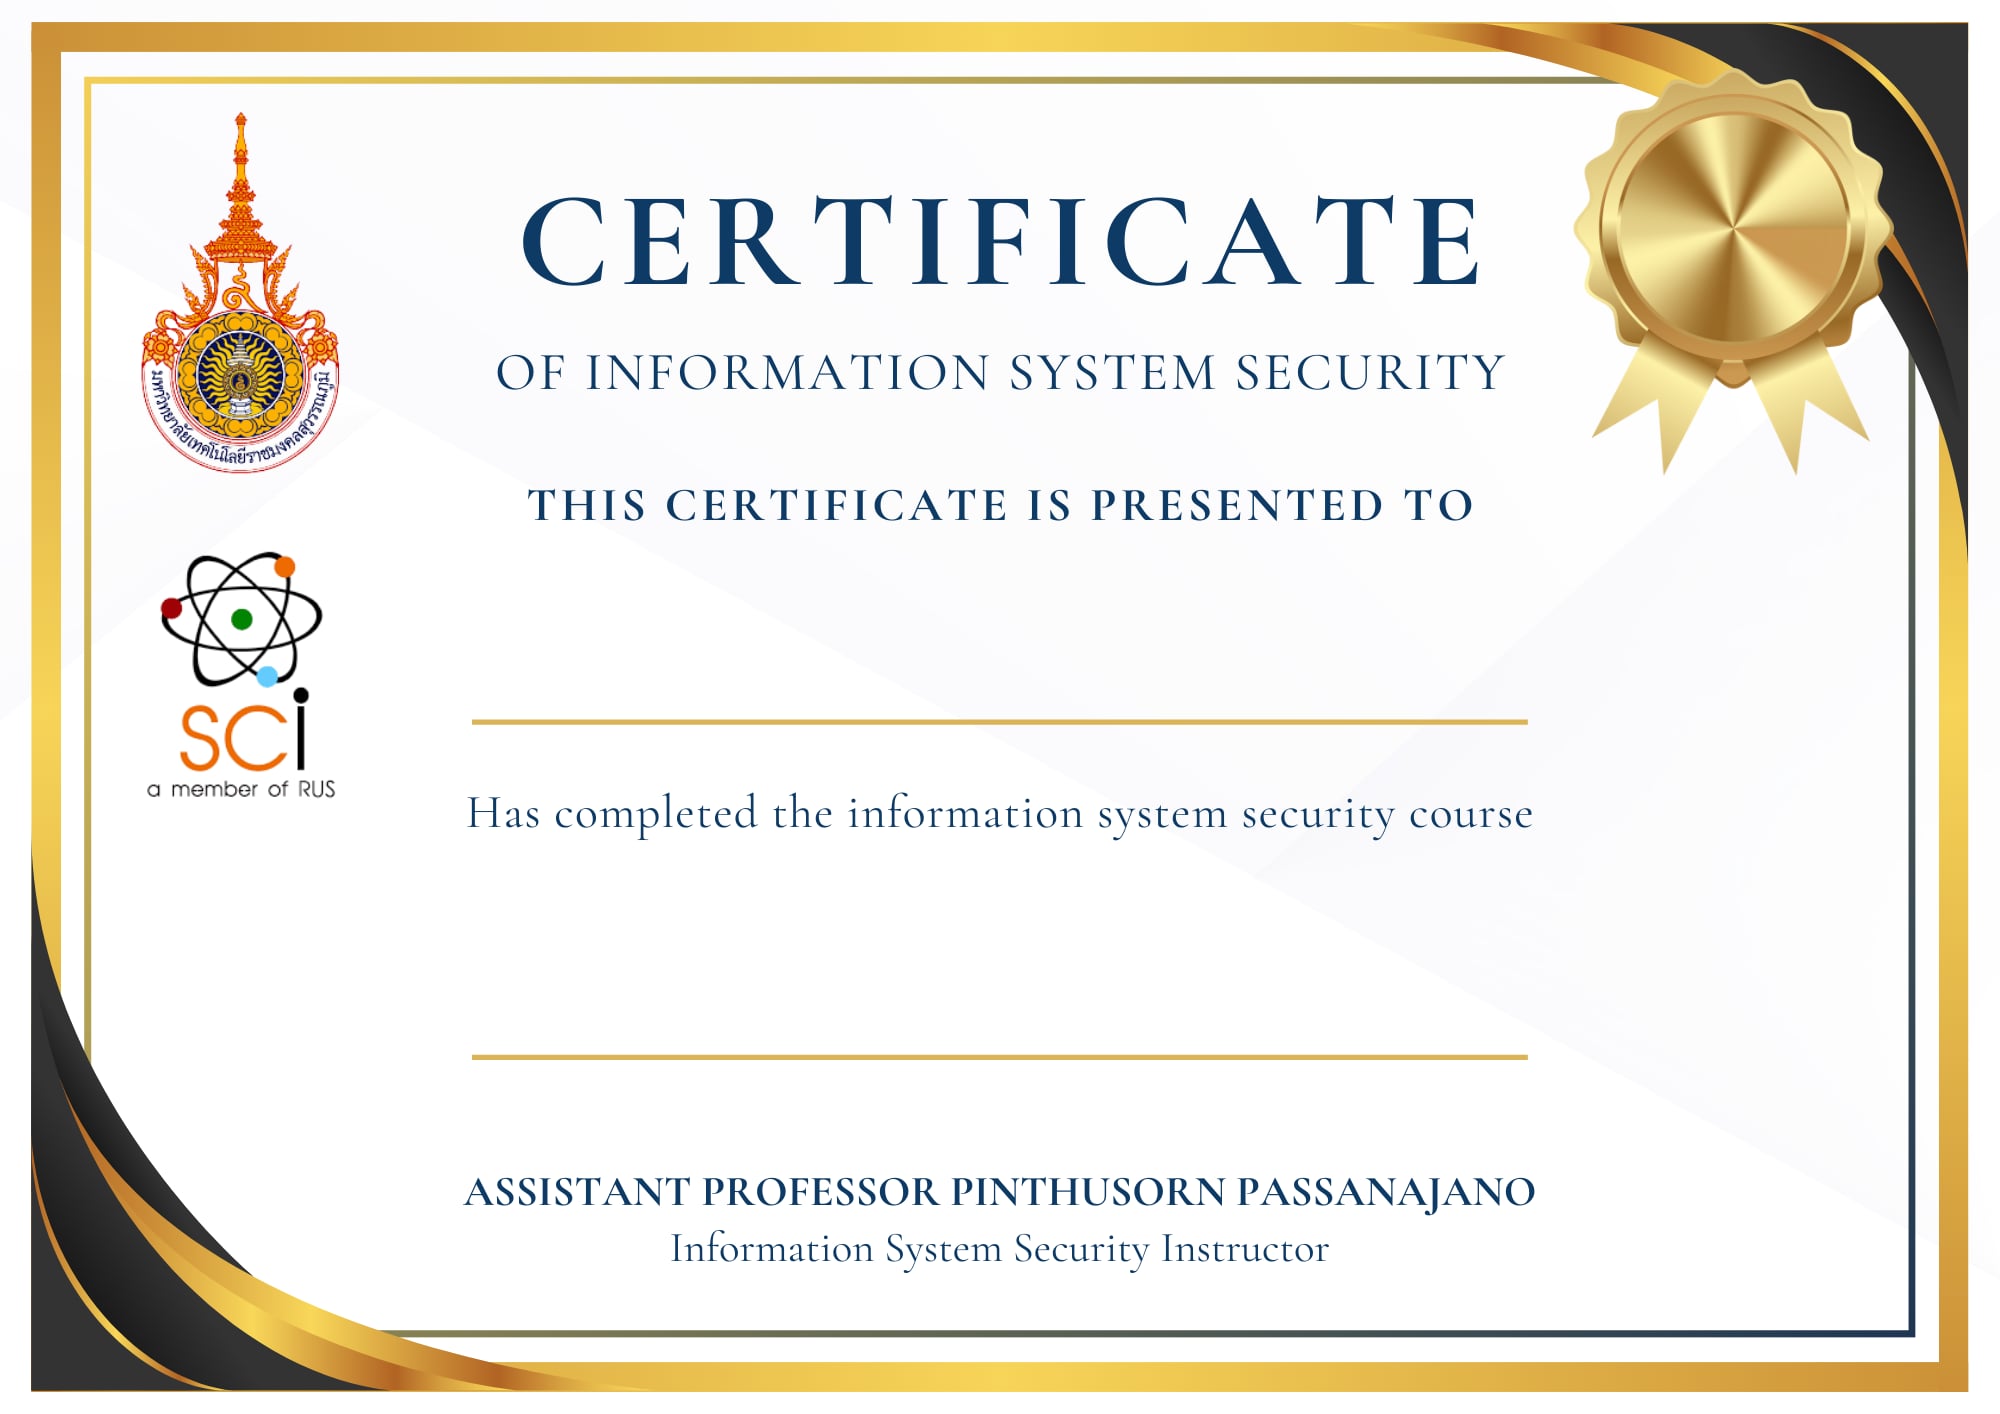 CERTIFICATE
OF INFORMATION SYSTEM SECURITY
มหาวิทยาลัยเทคโนโลยีราชมงคลสุวรรณภูมิ
THIS CERTIFICATE IS PRESENTED TO
sci
a member of RUS
Has completed the information system security course
ASSISTANT PROFESSOR PINTHUSORN PASSANAJANO
Information System Security Instructor